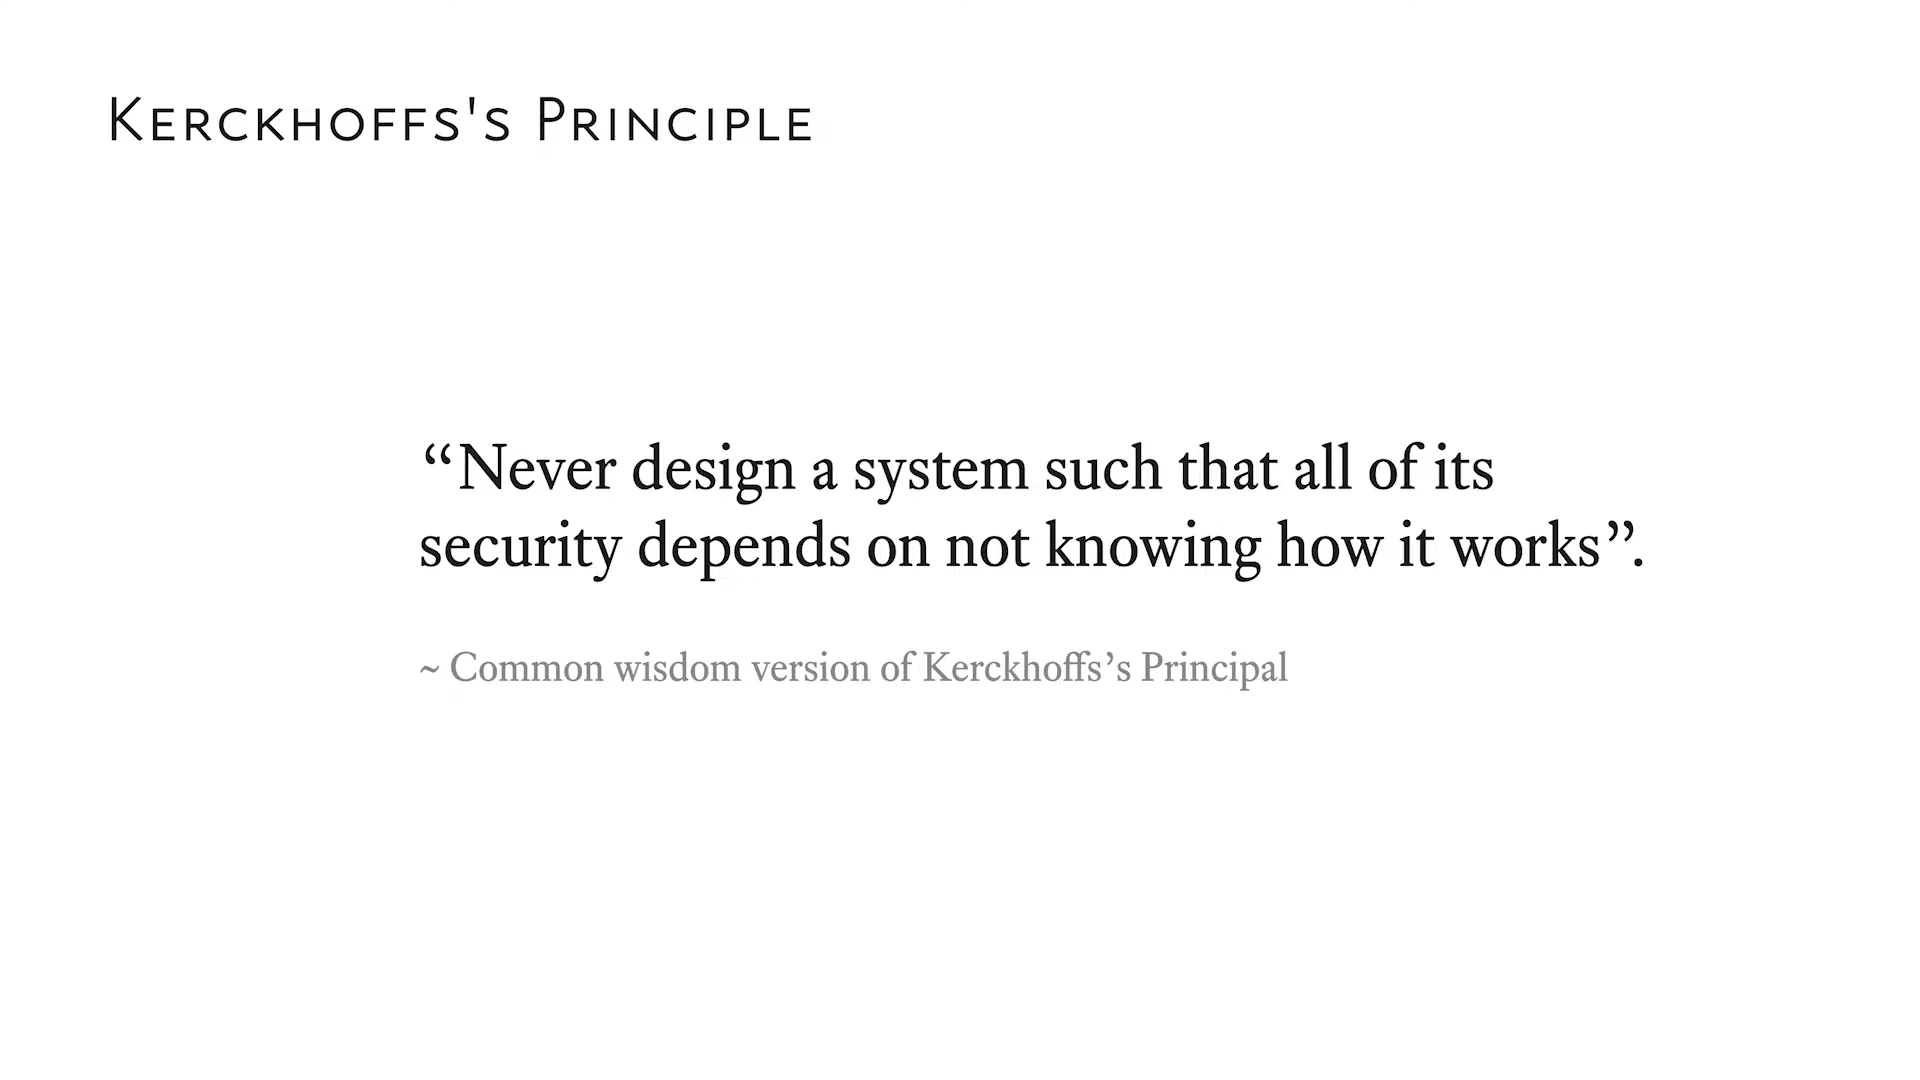 Kerckhoffs's Principle
“Never design a system such that all of its
security depends on not knowing how it works”.
~ Common wisdom version of Kerckhoffs’s Principal